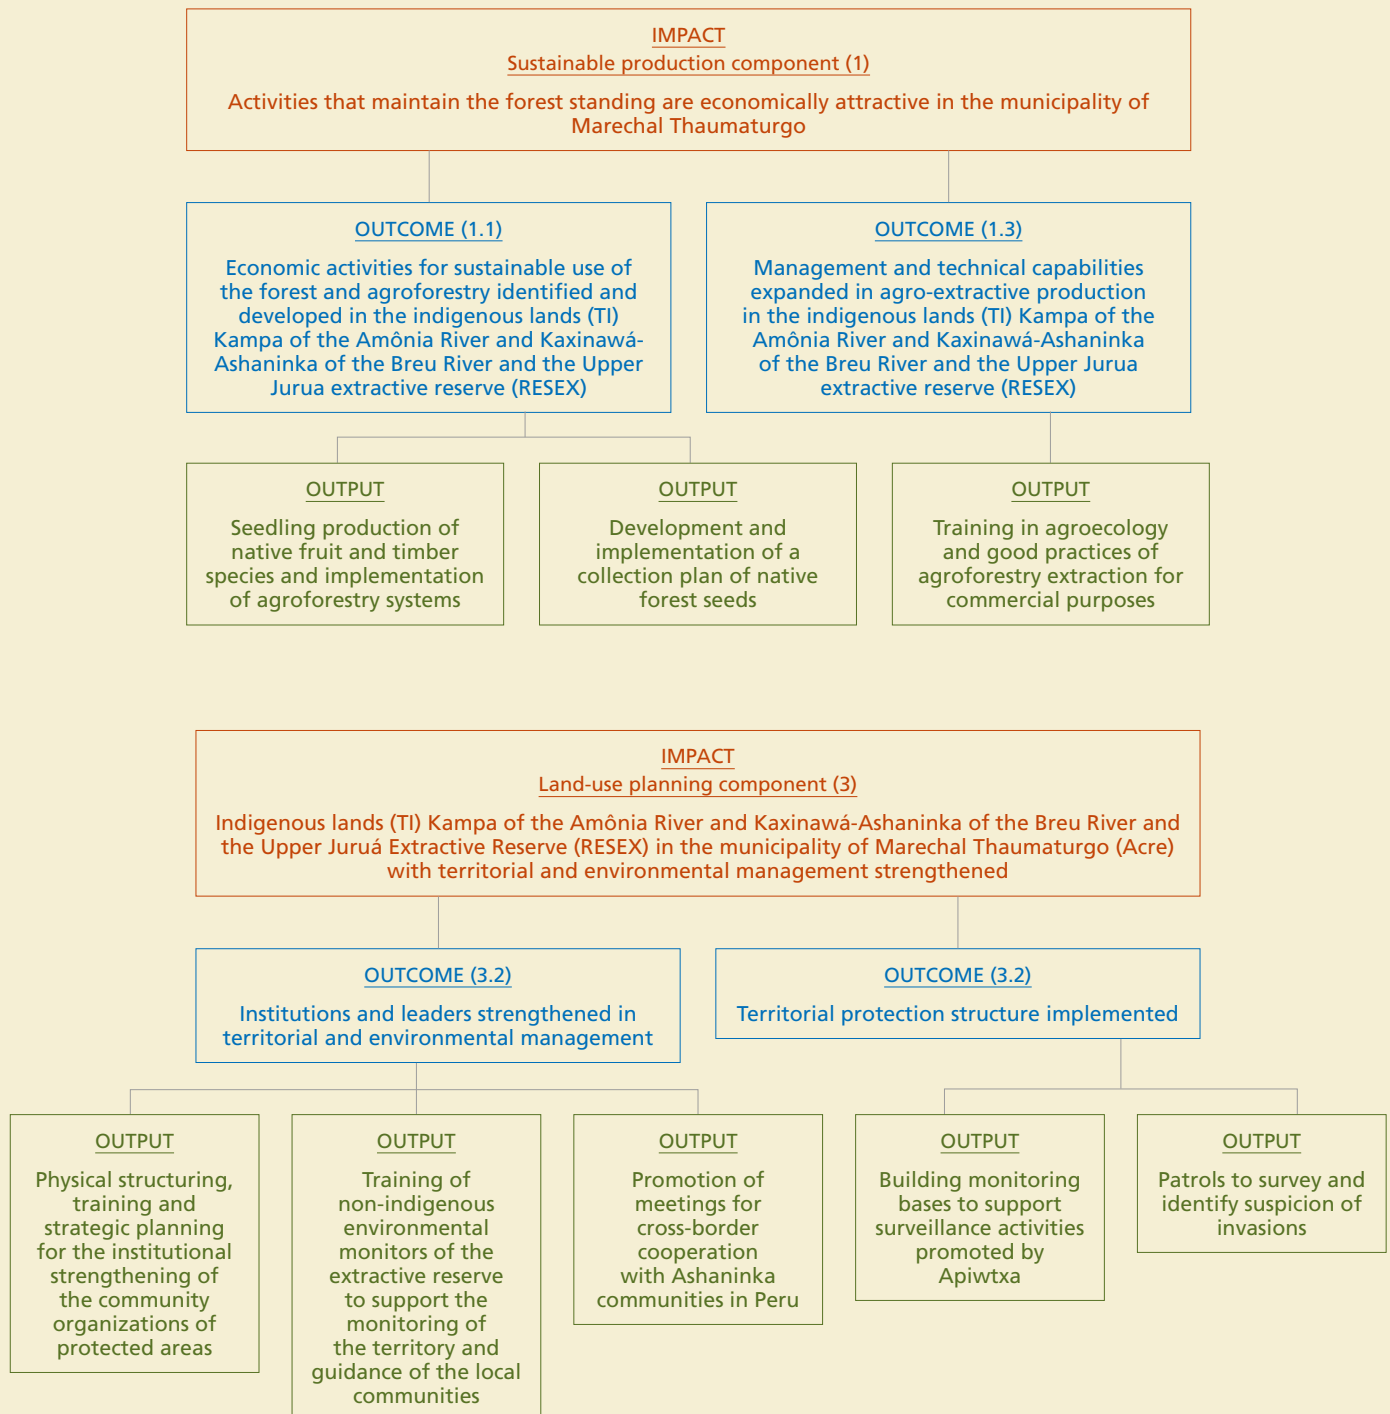 IMPACT
Sustainable production component (1)
Activities that maintain the forest standing are economically attractive in the municipality of
Marechal Thaumaturgo
OUTCOME (1.1)
Economic activities for sustainable use of
the forest and agroforestry identified and
developed in the indigenous lands (TI)
Kampa of the Amônia River and Kaxinawá-
Ashaninka of the Breu River and the Upper
Jurua extractive reserve (RESEX)
OUTCOME (1.3)
Management and technical capabilities
expanded in agro-extractive production
in the indigenous lands (TI) Kampa of the
Amônia River and Kaxinawá-Ashaninka
of the Breu River and the Upper Jurua
extractive reserve (RESEX)
OUTPUT
Seedling production of
native fruit and timber
species and implementation
of agroforestry systems
OUTPUT
Development and
implementation of a
collection plan of native
forest seeds
OUTPUT
Training in agroecology
and good practices of
agroforestry extraction for
commercial purposes
IMPACT
Land-use planning component (3)
Indigenous lands (TI) Kampa of the Amônia River and Kaxinawá-Ashaninka of the Breu River and
the Upper Juruá Extractive Reserve (RESEX) in the municipality of Marechal Thaumaturgo (Acre)
with territorial and environmental management strengthened
OUTCOME (3.2)
Institutions and leaders strengthened in
territorial and environmental management
OUTCOME (3.2)
Territorial protection structure implemented
OUTPUT
Physical structuring,
training and
strategic planning
for the institutional
strengthening of
the community
organizations of
protected areas
OUTPUT
Training of
non-indigenous
environmental
monitors of the
extractive reserve
to support the
monitoring of
the territory and
guidance of the local
communities
OUTPUT
Promotion of
meetings for
cross-border
cooperation
with Ashaninka
communities in Peru
OUTPUT
Building monitoring
bases to support
surveillance activities
promoted by
Apiwtxa
OUTPUT
Patrols to survey and
identify suspicion of
invasions